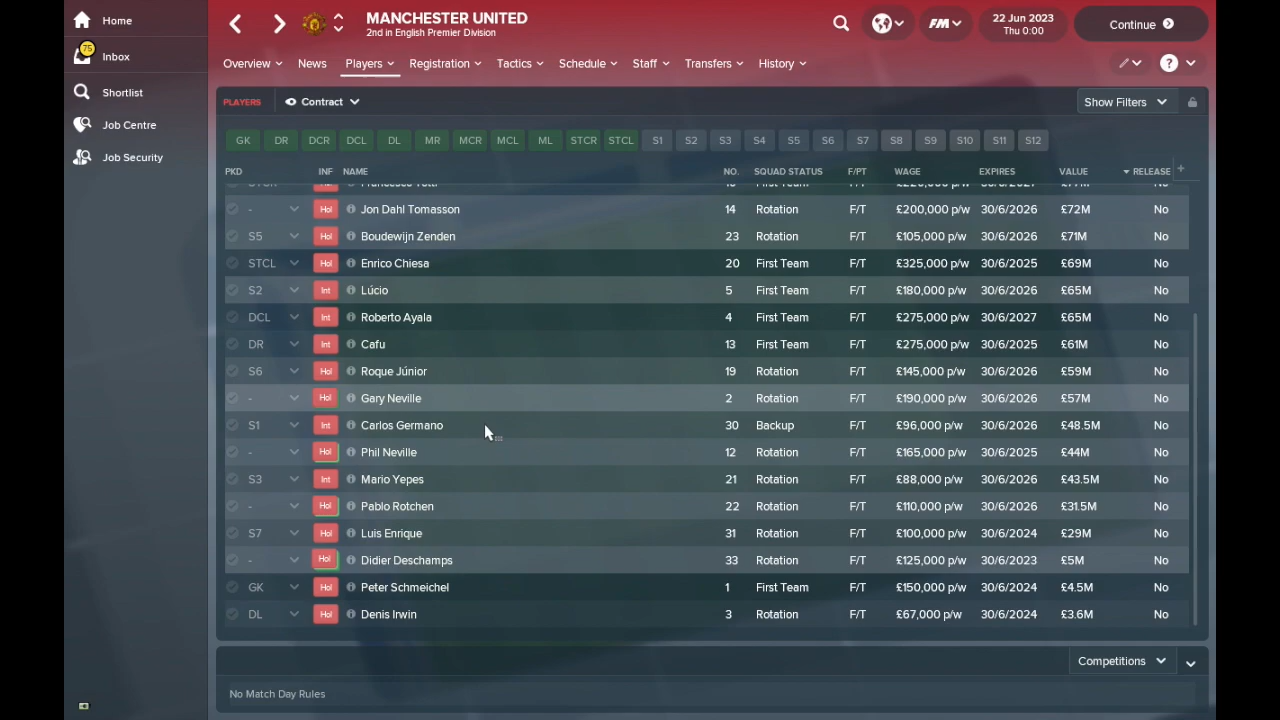 Home
75
Inbox
Shortlist
Job Centre
Job Security
MANCHESTER UNITED
2nd in English Premier Division
FM
22 Jun 2023
Thu 0:00
Continue
Overview News Players Registration Tactics Schedule Staff Transfers History ?
PLAYERS Contract Show Filters
GK DR DCR DCL DL MR MCR MCL ML STCR STCL S1 S2 S3 S4 S5 S6 S7 S8 S9 S10 S11 S12
PKD INF NAME NO. SQUAD STATUS F/PT WAGE EXPIRES VALUE RELEASE +
- Hol Jon Dahl Tomasson 14 Rotation F/T £200,000 p/w 30/6/2026 £72M No
S5 Hol Boudewijn Zenden 23 Rotation F/T £105,000 p/w 30/6/2026 £71M No
STCL Hol Enrico Chiesa 20 First Team F/T £325,000 p/w 30/6/2025 £69M No
S2 Int Lúcio 5 First Team F/T £180,000 p/w 30/6/2026 £65M No
DCL Int Roberto Ayala 4 First Team F/T £275,000 p/w 30/6/2027 £65M No
DR Int Cafu 13 First Team F/T £275,000 p/w 30/6/2026 £61M No
S6 Hol Roque Júnior 19 Rotation F/T £145,000 p/w 30/6/2026 £59M No
- Hol Gary Neville 2 Rotation F/T £190,000 p/w 30/6/2026 £57M No
S1 Int Carlos Germano 30 Backup F/T £96,000 p/w 30/6/2026 £48.5M No
- Hol Phil Neville 12 Rotation F/T £165,000 p/w 30/6/2025 £44M No
S3 Int Mario Yepes 21 Rotation F/T £88,000 p/w 30/6/2026 £43.5M No
- Hol Pablo Rotchen 22 Rotation F/T £110,000 p/w 30/6/2026 £31.5M No
S7 Hol Luis Enrique 31 Rotation F/T £100,000 p/w 30/6/2024 £29M No
- Hol Didier Deschamps 33 Rotation F/T £125,000 p/w 30/6/2023 £5M No
GK Hol Peter Schmeichel 1 First Team F/T £150,000 p/w 30/6/2024 £4.5M No
DL Hol Denis Irwin 3 Rotation F/T £67,000 p/w 30/6/2024 £3.6M No
Competitions
No Match Day Rules